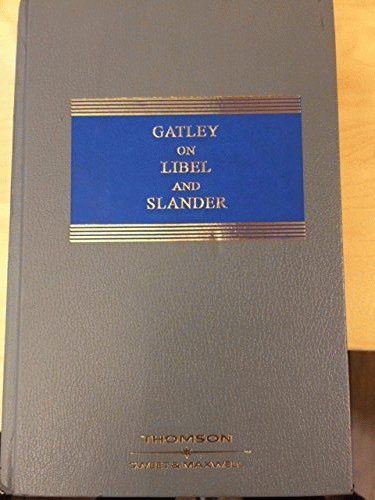 GATLEY
ON
LIBEL
AND
SLANDER
THOMSON
SWEET & MAXWELL